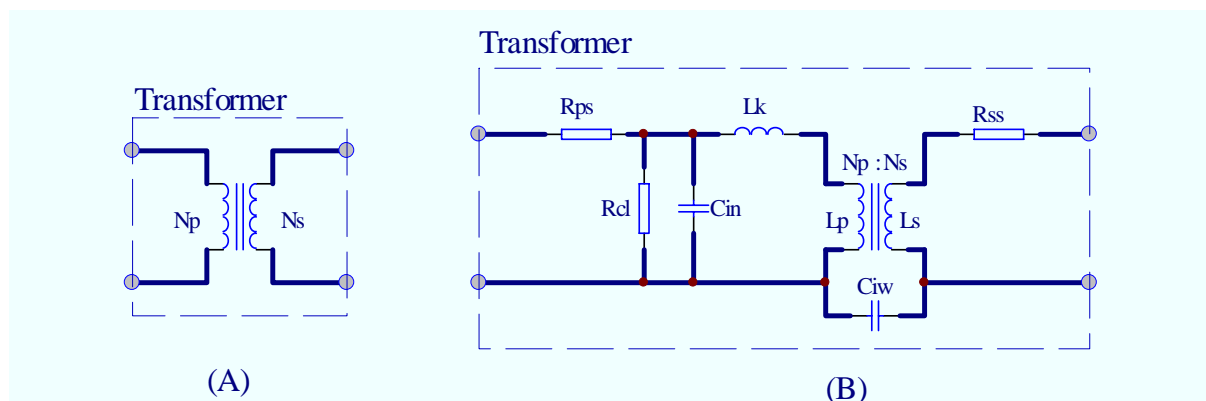 Transformer
Np
Ns
(A)
Transformer
Rps
Lk
Rss
Np : Ns
Rcl
Cin
Lp
Ls
Ciw
(B)